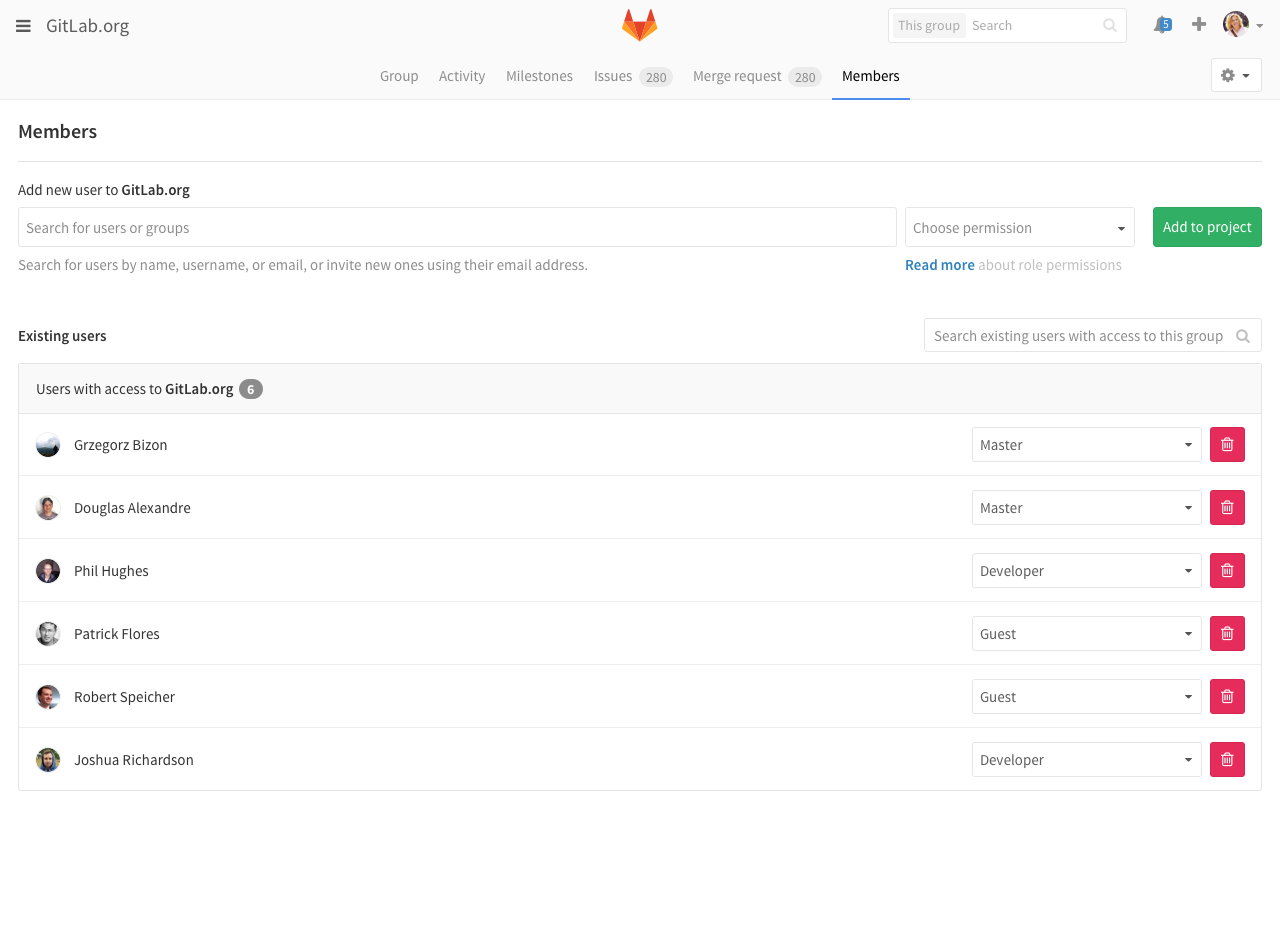 GitLab.org
This group Search
5
Group Activity Milestones Issues 280 Merge request 280 Members
Members
Add new user to GitLab.org
Search for users or groups Choose permission Add to project
Search for users by name, username, or email, or invite new ones using their email address. Read more about role permissions
Existing users Search existing users with access to this group
Users with access to GitLab.org 6
Grzegorz Bizon Master
Douglas Alexandre Master
Phil Hughes Developer
Patrick Flores Guest
Robert Speicher Guest
Joshua Richardson Developer